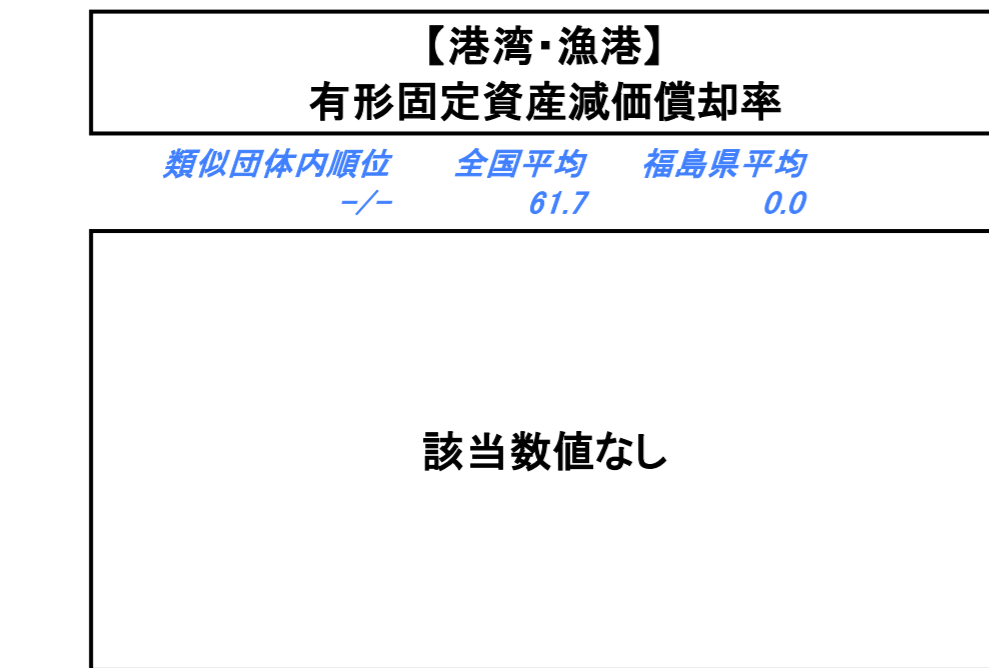 【港湾・漁港】
有形固定資産減価償却率
類似団体内順位 全国平均 福島県平均
-/- 61.7 0.0
該当数値なし